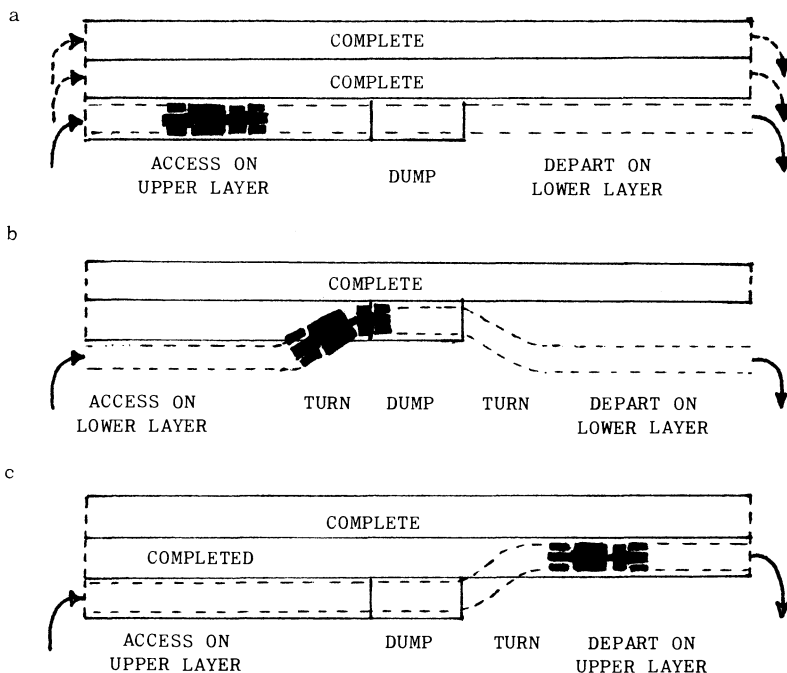 a
COMPLETE
COMPLETE
ACCESS ON
UPPER LAYER
DUMP
DEPART ON
LOWER LAYER
b
COMPLETE
ACCESS ON
LOWER LAYER
TURN
DUMP
TURN
DEPART ON
LOWER LAYER
c
COMPLETE
COMPLETED
ACCESS ON
UPPER LAYER
DUMP
TURN
DEPART ON
UPPER LAYER